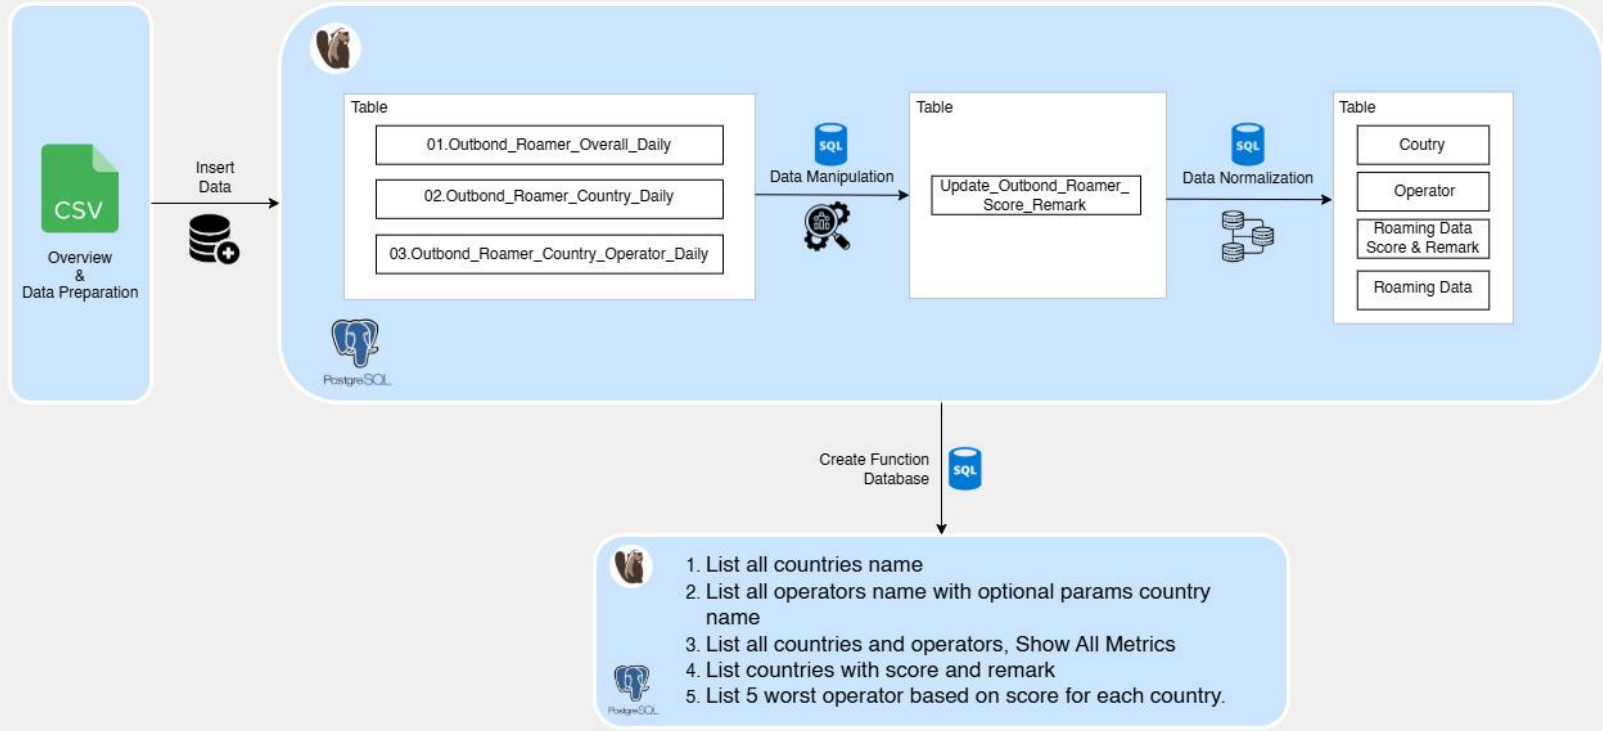 CSV
Overview
&
Data Preparation
Insert
Data
Table
01.Outbond_Roamer_Overall_Daily
02.Outbond_Roamer_Country_Daily
03.Outbond_Roamer_Country_Operator_Daily
PostgreSQL
SQL
Data Manipulation
Table
Update_Outbond_Roamer_
Score_Remark
SQL
Data Normalization
Table
Coutry
Operator
Roaming Data
Score & Remark
Roaming Data
Create Function
Database
SQL
1. List all countries name
2. List all operators name with optional params country
name
3. List all countries and operators, Show All Metrics
4. List countries with score and remark
5. List 5 worst operator based on score for each country.
PostgreSQL